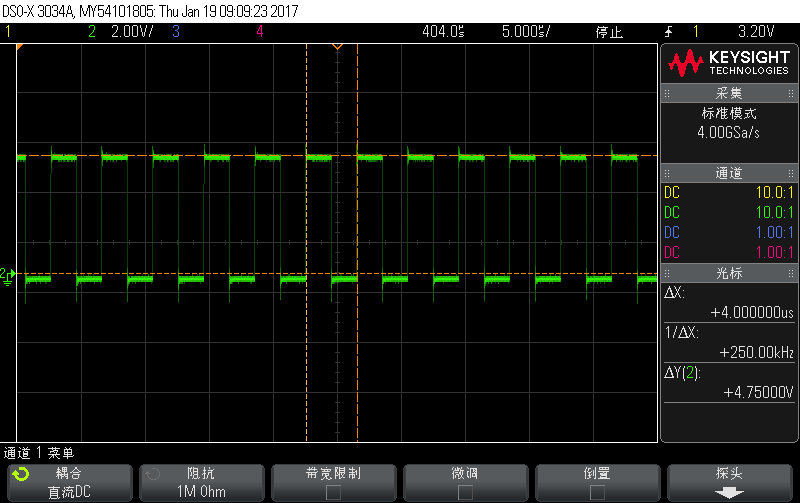 DSO-X 3034A, MY54101805: Thu Jan 19 09:09:23 2017
1 2 2.00V/ 3 4 404.0s 5.000s/ 停止 1 3.20V
KEYSIGHT
TECHNOLOGIES
采集
标准模式
4.00GSa/s
通道
DC 10.0:1
DC 10.0:1
DC 1.00:1
DC 1.00:1
光标
ΔX:
+4.000000us
1/ΔX:
+250.00kHz
ΔY(2):
+4.75000V
2
通道 1 菜单
耦合
直流DC
阻抗
1M Ohm
带宽限制
微调
倒置
探头